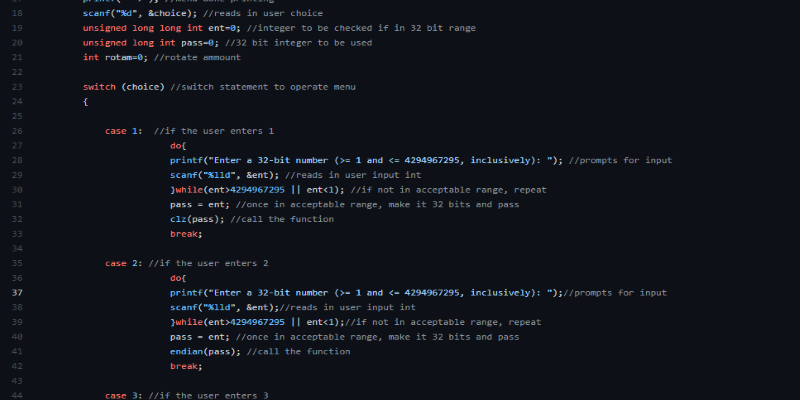 18 scanf("%d", &choice); //reads in user choice
19 unsigned long long int ent=0; //integer to be checked if in 32 bit range
20 unsigned long int pass=0; //32 bit integer to be used
21 int rotam=0; //rotate ammount
22
23 switch (choice) //switch statement to operate menu
24 {
25
26 case 1:  //if the user enters 1
27 do{
28 printf("Enter a 32-bit number (>= 1 and <= 4294967295, inclusively): "); //prompts for input
29 scanf("%lld", &ent); //reads in user input int
30 }while(ent>4294967295 || ent<1); //if not in acceptable range, repeat
31 pass = ent; //once in acceptable range, make it 32 bits and pass
32 clz(pass); //call the function
33 break;
34
35 case 2: //if the user enters 2
36 do{
37 printf("Enter a 32-bit number (>= 1 and <= 4294967295, inclusively): ");//prompts for input
38 scanf("%lld", &ent);//reads in user input int
39 }while(ent>4294967295 || ent<1);//if not in acceptable range, repeat
40 pass = ent; //once in acceptable range, make it 32 bits and pass
41 endian(pass); //call the function
42 break;
43
44 case 3: //if the user enters 3